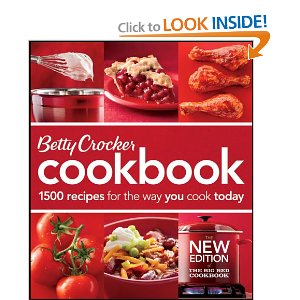 Click to LOOK INSIDE!
Betty Crocker
cookbook
1500 recipes for the way you cook today
THE
NEW
EDITION
THE BIG RED
COOKBOOK